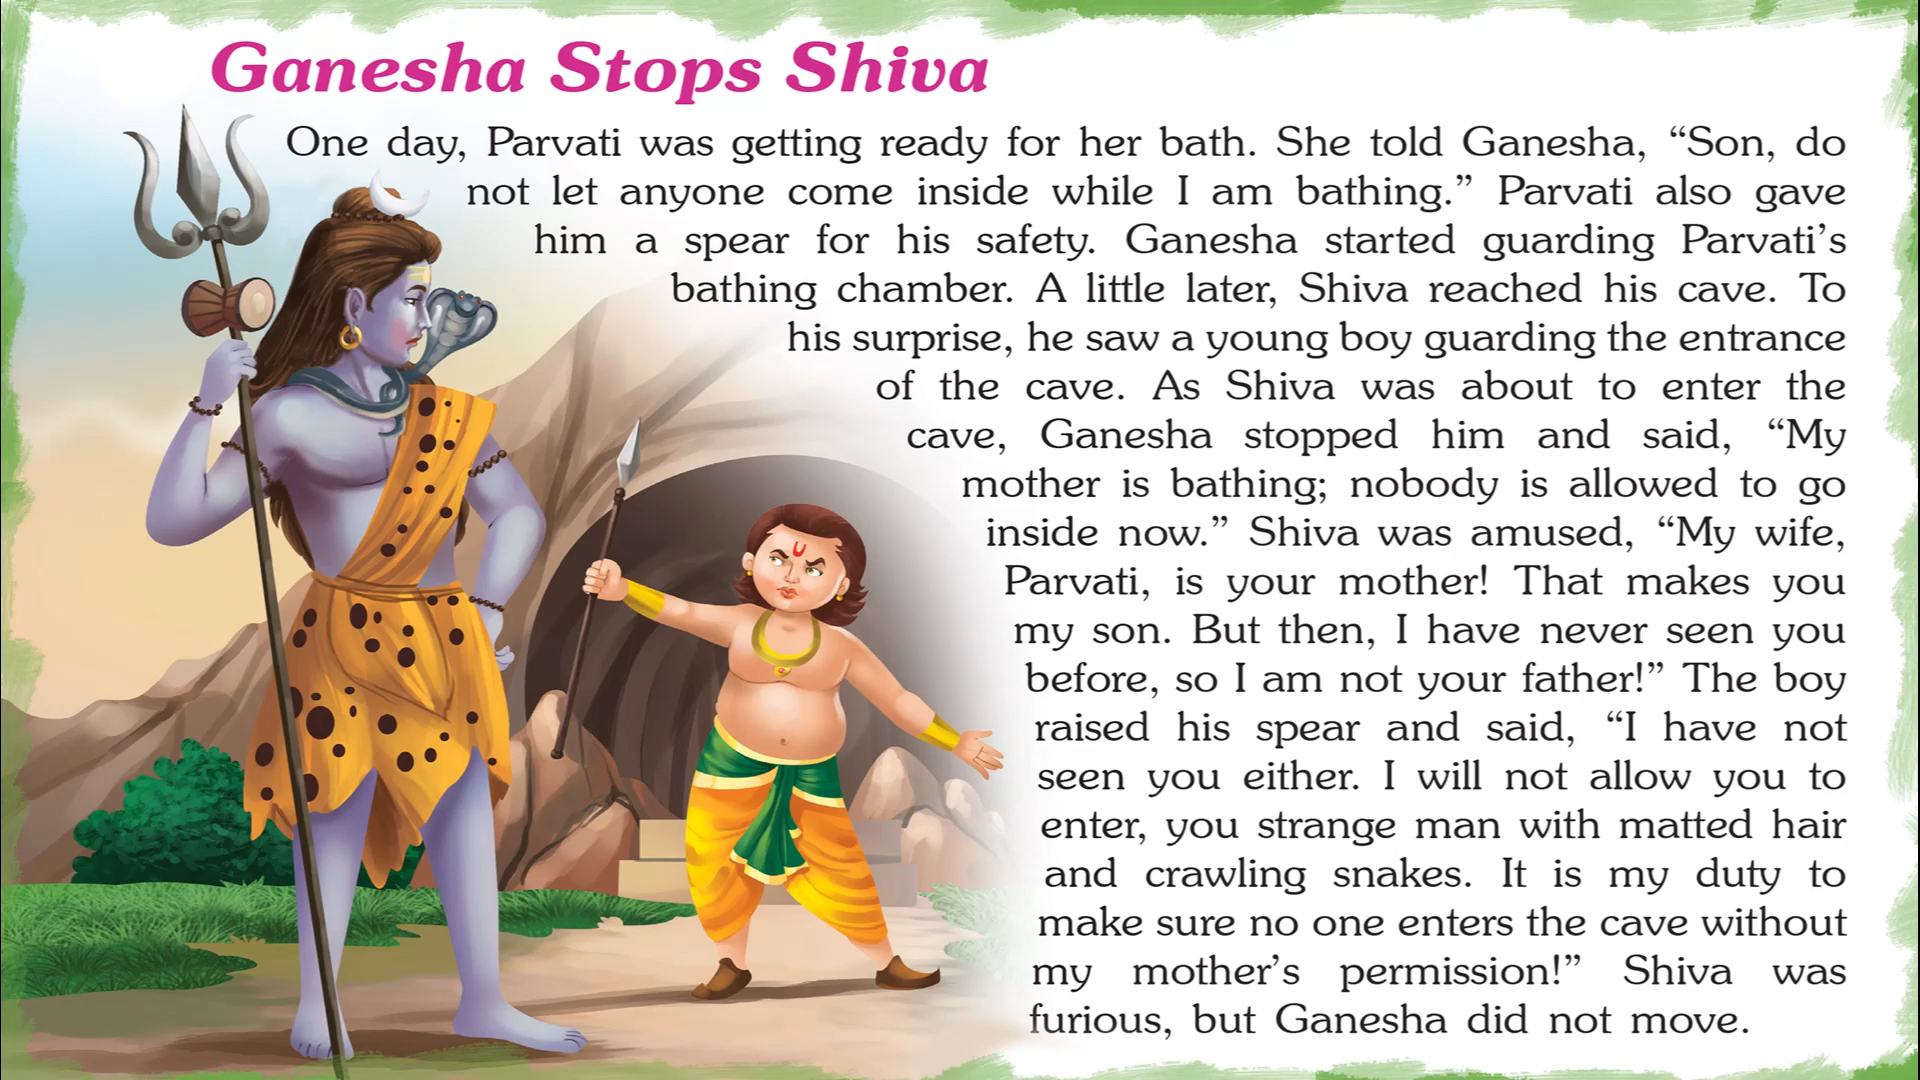 Ganesha Stops Shiva
One day, Parvati was getting ready for her bath. She told Ganesha, “Son, do
not let anyone come inside while I am bathing.” Parvati also gave
him a spear for his safety. Ganesha started guarding Parvati’s
bathing chamber. A little later, Shiva reached his cave. To
his surprise, he saw a young boy guarding the entrance
of the cave. As Shiva was about to enter the
cave, Ganesha stopped him and said, “My
mother is bathing; nobody is allowed to go
inside now.” Shiva was amused, “My wife,
Parvati, is your mother! That makes you
my son. But then, I have never seen you
before, so I am not your father!” The boy
raised his spear and said, “I have not
seen you either. I will not allow you to
enter, you strange man with matted hair
and crawling snakes. It is my duty to
make sure no one enters the cave without
my mother’s permission!” Shiva was
furious, but Ganesha did not move.